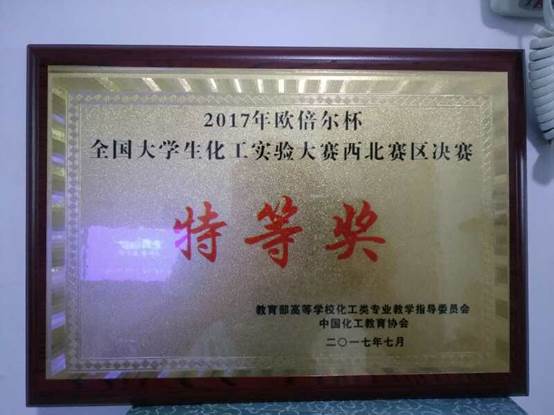 2017年欧倍尔杯
全国大学生化工实验大赛西北赛区决赛
特等奖
教育部高等学校化工类专业教学指导委员会
中国化工教育协会
二〇一七年七月